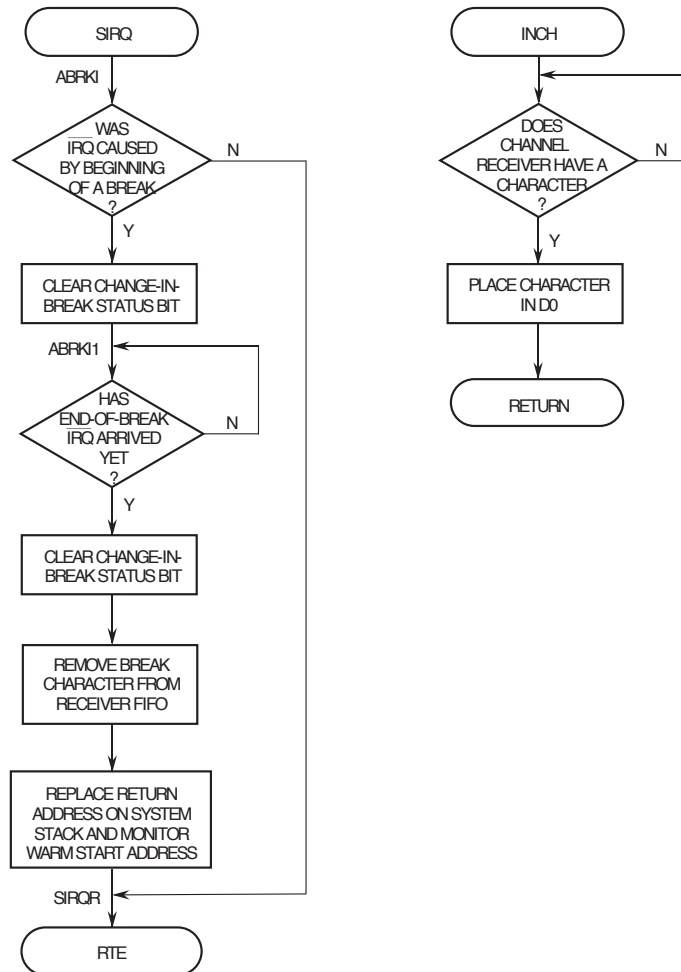 SIRQ
ABRKI
WAS
IRQ CAUSED
BY BEGINNING
OF A BREAK
?
N
Y
CLEAR CHANGE-IN-
BREAK STATUS BIT
ABRKI1
HAS
END-OF-BREAK
IRQ ARRIVED
YET
?
N
Y
CLEAR CHANGE-IN-
BREAK STATUS BIT
REMOVE BREAK
CHARACTER FROM
RECEIVER FIFO
REPLACE RETURN
ADDRESS ON SYSTEM
STACK AND MONITOR
WARM START ADDRESS
SIRQR
RTE
INCH
DOES
CHANNEL
RECEIVER HAVE A
CHARACTER
?
N
Y
PLACE CHARACTER
IN D0
RETURN